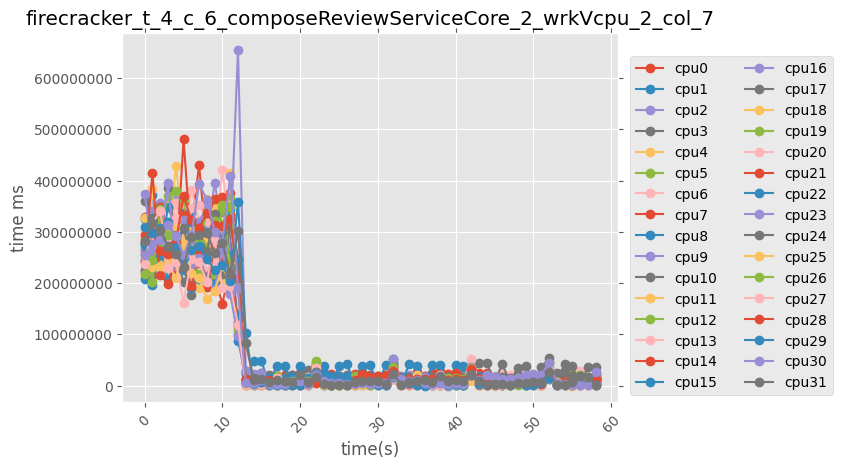 firecracker_t_4_c_6_composeReviewServiceCore_2_wrkVcpu_2_col_7
600000000
500000000
400000000
300000000
200000000
100000000
0
time ms
0
10
20
30
40
50
60
time(s)
cpu0
cpu1
cpu2
cpu3
cpu4
cpu5
cpu6
cpu7
cpu8
cpu9
cpu10
cpu11
cpu12
cpu13
cpu14
cpu15
cpu16
cpu17
cpu18
cpu19
cpu20
cpu21
cpu22
cpu23
cpu24
cpu25
cpu26
cpu27
cpu28
cpu29
cpu30
cpu31